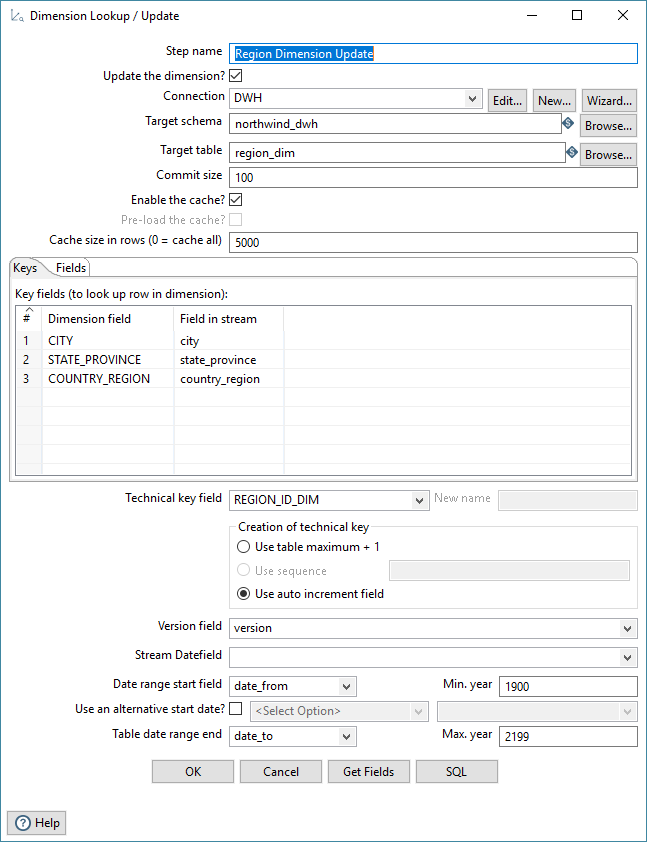 Dimension Lookup / Update
Step name Region Dimension Update
Update the dimension?
Connection DWH Edit... New... Wizard...
Target schema northwind_dwh S Browse...
Target table region_dim S Browse...
Commit size 100
Enable the cache?
Pre-load the cache?
Cache size in rows (0 = cache all) 5000
Keys Fields
Key fields (to look up row in dimension):
# Dimension field Field in stream
1 CITY city
2 STATE_PROVINCE state_province
3 COUNTRY_REGION country_region
Technical key field REGION_ID_DIM New name
Creation of technical key
Use table maximum + 1
Use sequence
Use auto increment field
Version field version
Stream Datefield
Date range start field date_from Min. year 1900
Use an alternative start date? <Select Option>
Table date range end date_to Max. year 2199
OK Cancel Get Fields SQL
? Help